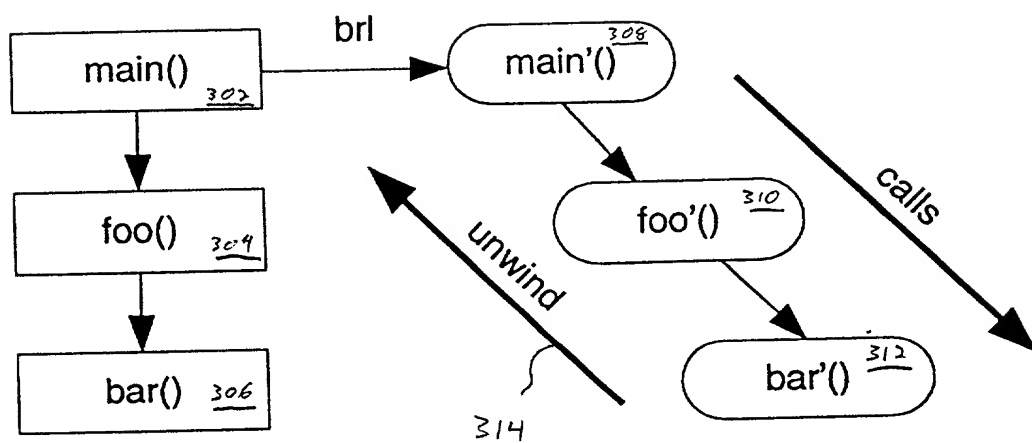 brl
main() 302
main'() 308
foo() 304
foo'() 310
calls
unwind
bar() 306
bar'() 312
314